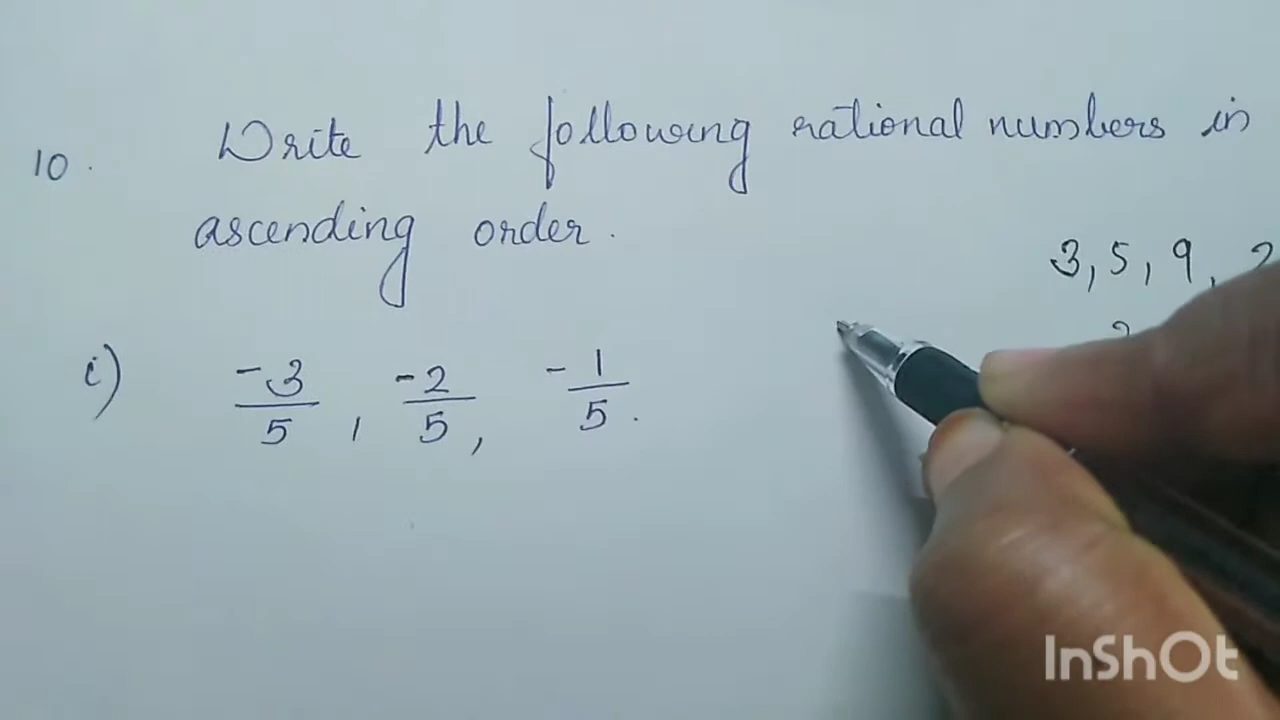 10. Write the following rational numbers in
ascending order.
3, 5, 9, 2
i) -3/5, -2/5, -1/5.
InShOt